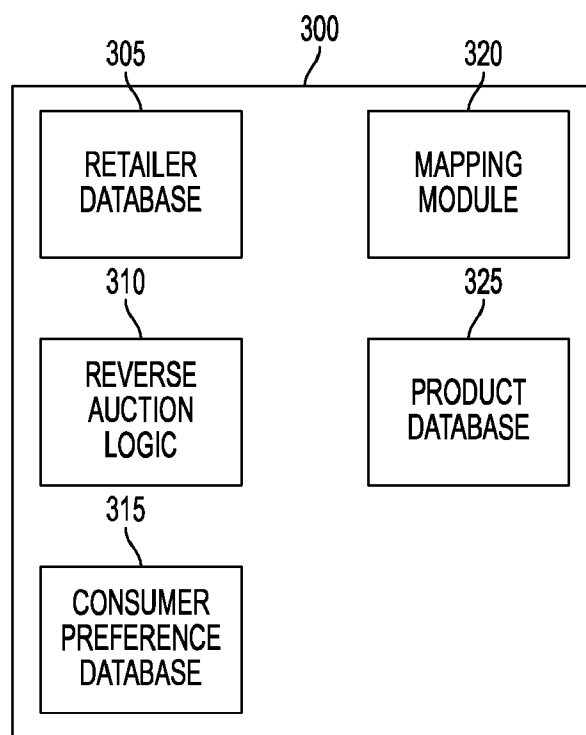 300
305
RETAILER
DATABASE
320
MAPPING
MODULE
310
REVERSE
AUCTION
LOGIC
325
PRODUCT
DATABASE
315
CONSUMER
PREFERENCE
DATABASE